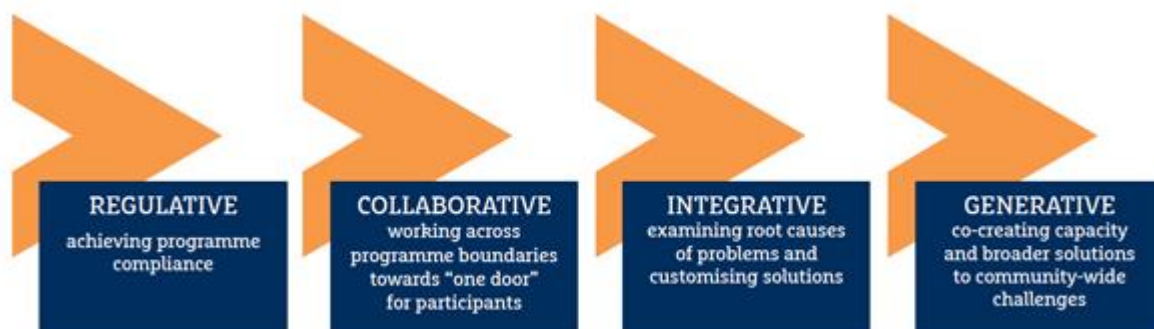 REGULATIVE
achieving programme
compliance
COLLABORATIVE
working across
programme boundaries
towards “one door”
for participants
INTEGRATIVE
examining root causes
of problems and
customising solutions
GENERATIVE
co-creating capacity
and broader solutions
to community-wide
challenges